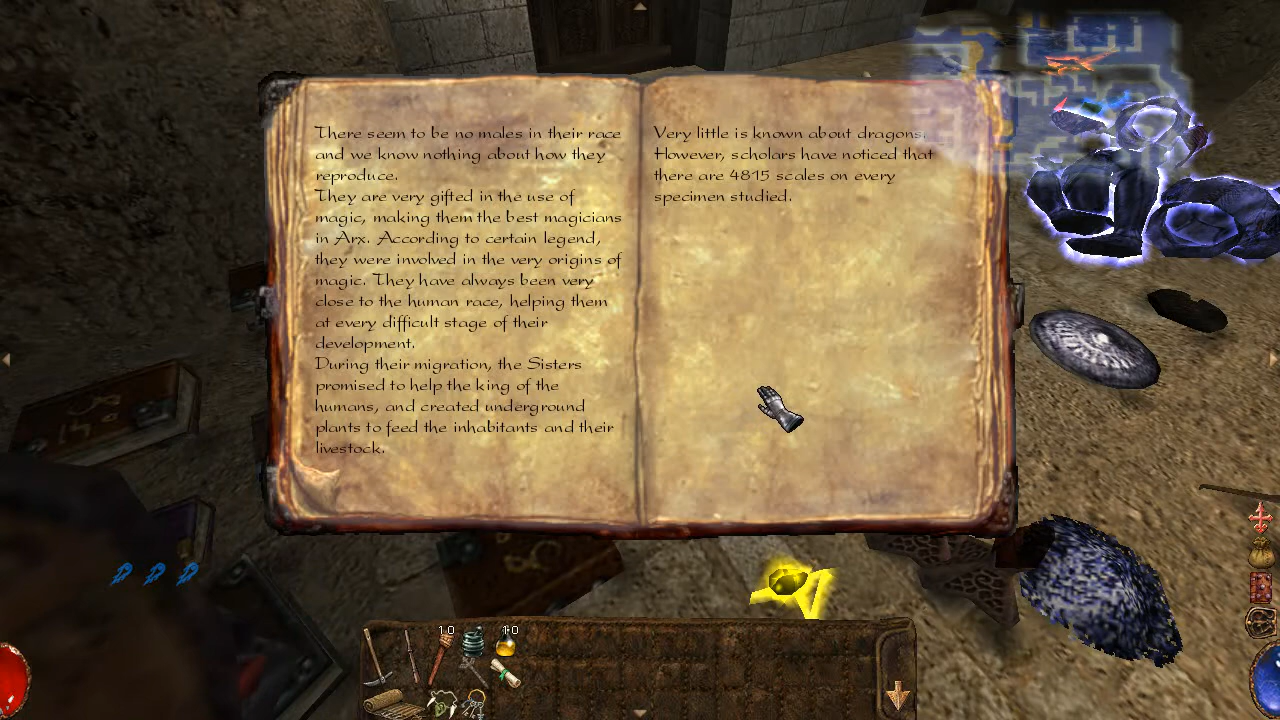 There seem to be no males in their race
and we know nothing about how they
reproduce.
They are very gifted in the use of
magic, making them the best magicians
in Arx. According to certain legend,
they were involved in the very origins of
magic. They have always been very
close to the human race, helping them
at every difficult stage of their
development.
During their migration, the Sisters
promised to help the king of the
humans, and created underground
plants to feed the inhabitants and their
livestock.
Very little is known about dragons.
However, scholars have noticed that
there are 4815 scales on every
specimen studied.
10
10